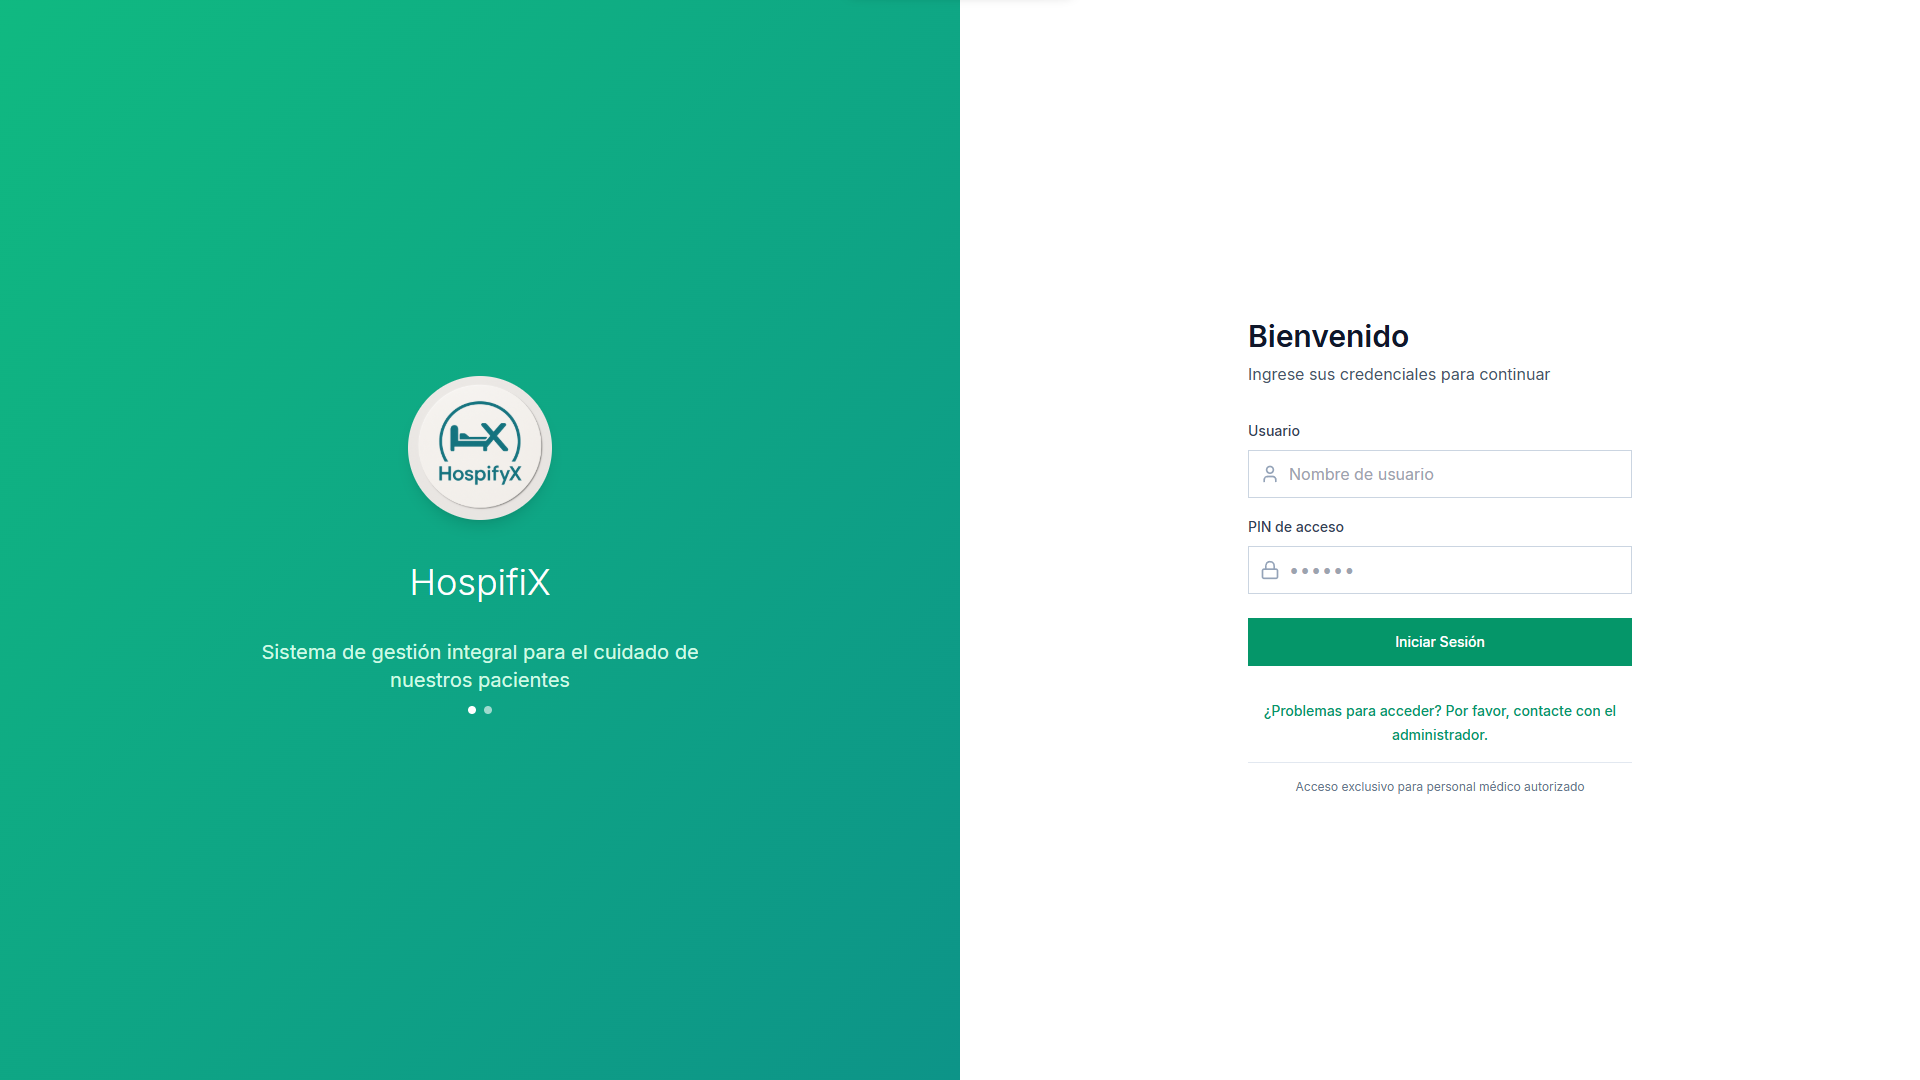 HospifyX
HospifiX
Sistema de gestión integral para el cuidado de
nuestros pacientes
Bienvenido
Ingrese sus credenciales para continuar
Usuario
Nombre de usuario
PIN de acceso
••••••
Iniciar Sesión
¿Problemas para acceder? Por favor, contacte con el
administrador.
Acceso exclusivo para personal médico autorizado